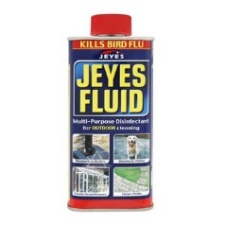 KILLS BIRD FLU
JEYES
JEYES
FLUID
Multi-Purpose Disinfectant
for OUTDOOR cleaning